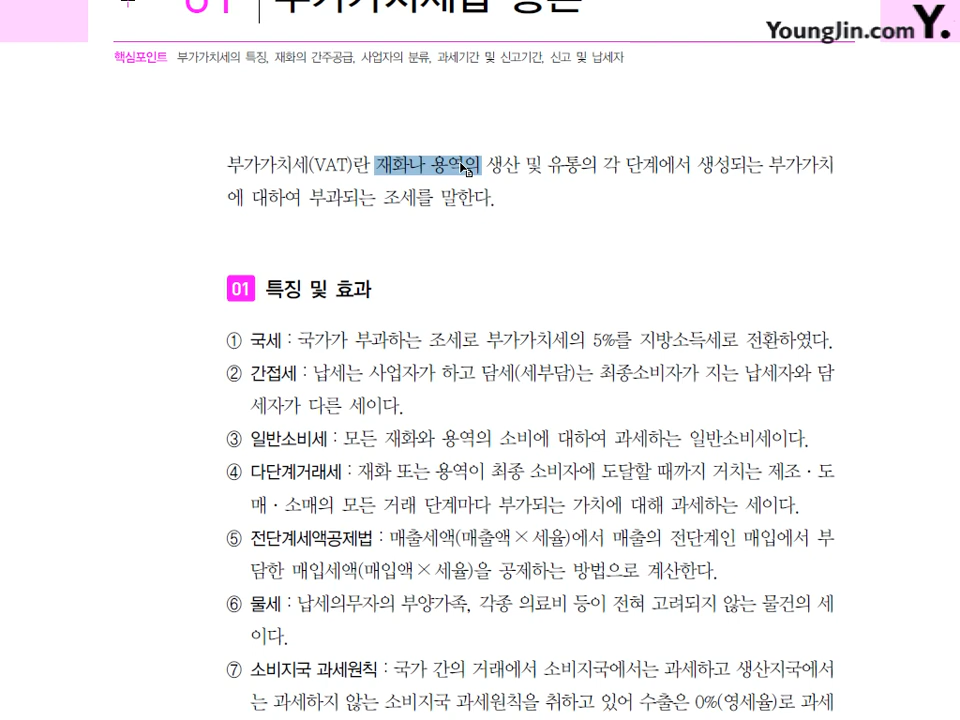 01 부가가치세법 총론
YoungJin.com Y.
핵심포인트 부가가치세의 특징, 재화의 간주공급, 사업자의 분류, 과세기간 및 신고기간, 신고 및 납세자
부가가치세(VAT)란 재화나 용역의 생산 및 유통의 각 단계에서 생성되는 부가가치
에 대하여 부과되는 조세를 말한다.
01 특징 및 효과
① 국세 : 국가가 부과하는 조세로 부가가치세의 5%를 지방소득세로 전환하였다.
② 간접세 : 납세는 사업자가 하고 담세(세부담)는 최종소비자가 지는 납세자와 담
세자가 다른 세이다.
③ 일반소비세 : 모든 재화와 용역의 소비에 대하여 과세하는 일반소비세이다.
④ 다단계거래세 : 재화 또는 용역이 최종 소비자에 도달할 때까지 거치는 제조 · 도
매 · 소매의 모든 거래 단계마다 부가되는 가치에 대해 과세하는 세이다.
⑤ 전단계세액공제법 : 매출세액(매출액×세율)에서 매출의 전단계인 매입에서 부
담한 매입세액(매입액×세율)을 공제하는 방법으로 계산한다.
⑥ 물세 : 납세의무자의 부양가족, 각종 의료비 등이 전혀 고려되지 않는 물건의 세
이다.
⑦ 소비지국 과세원칙 : 국가 간의 거래에서 소비지국에서는 과세하고 생산지국에서
는 과세하지 않는 소비지국 과세원칙을 취하고 있어 수출은 0%(영세율)로 과세